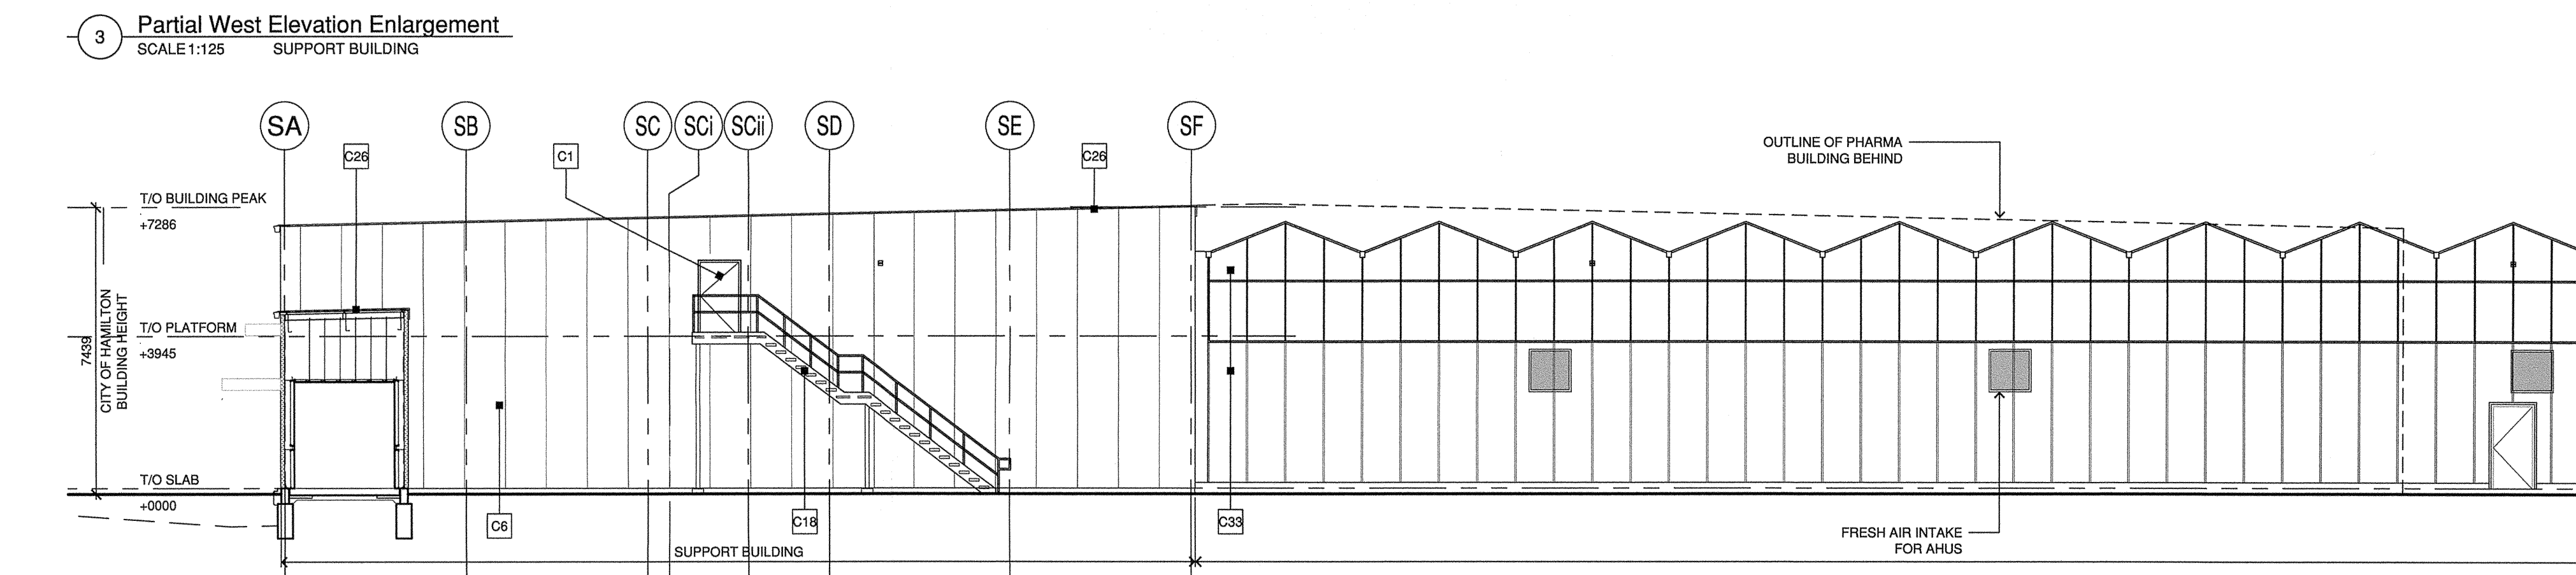 3
Partial West Elevation Enlargement
SCALE 1:125 SUPPORT BUILDING
SA SB SC SCi SCii SD SE SF
C26 C1 C26
OUTLINE OF PHARMA
BUILDING BEHIND
T/O BUILDING PEAK
+7286
T/O PLATFORM
+3945
7439
CITY OF HAMILTON
BUILDING HEIGHT
T/O SLAB
+0000
C6 C18 C33
FRESH AIR INTAKE
FOR AHUS
SUPPORT BUILDING